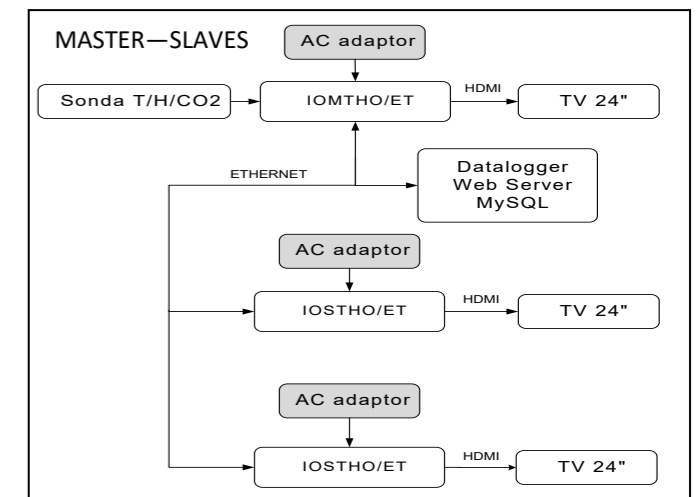 MASTER—SLAVES
AC adaptor
Sonda T/H/CO2
IOMTHO/ET
HDMI
TV 24"
ETHERNET
Datalogger
Web Server
MySQL
AC adaptor
IOSTHO/ET
HDMI
TV 24"
AC adaptor
IOSTHO/ET
HDMI
TV 24"